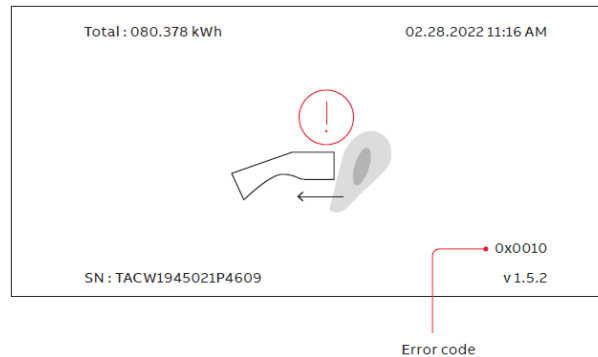 Total : 080.378 kWh
02.28.2022 11:16 AM
0x0010
SN : TACW1945021P4609
v 1.5.2
Error code